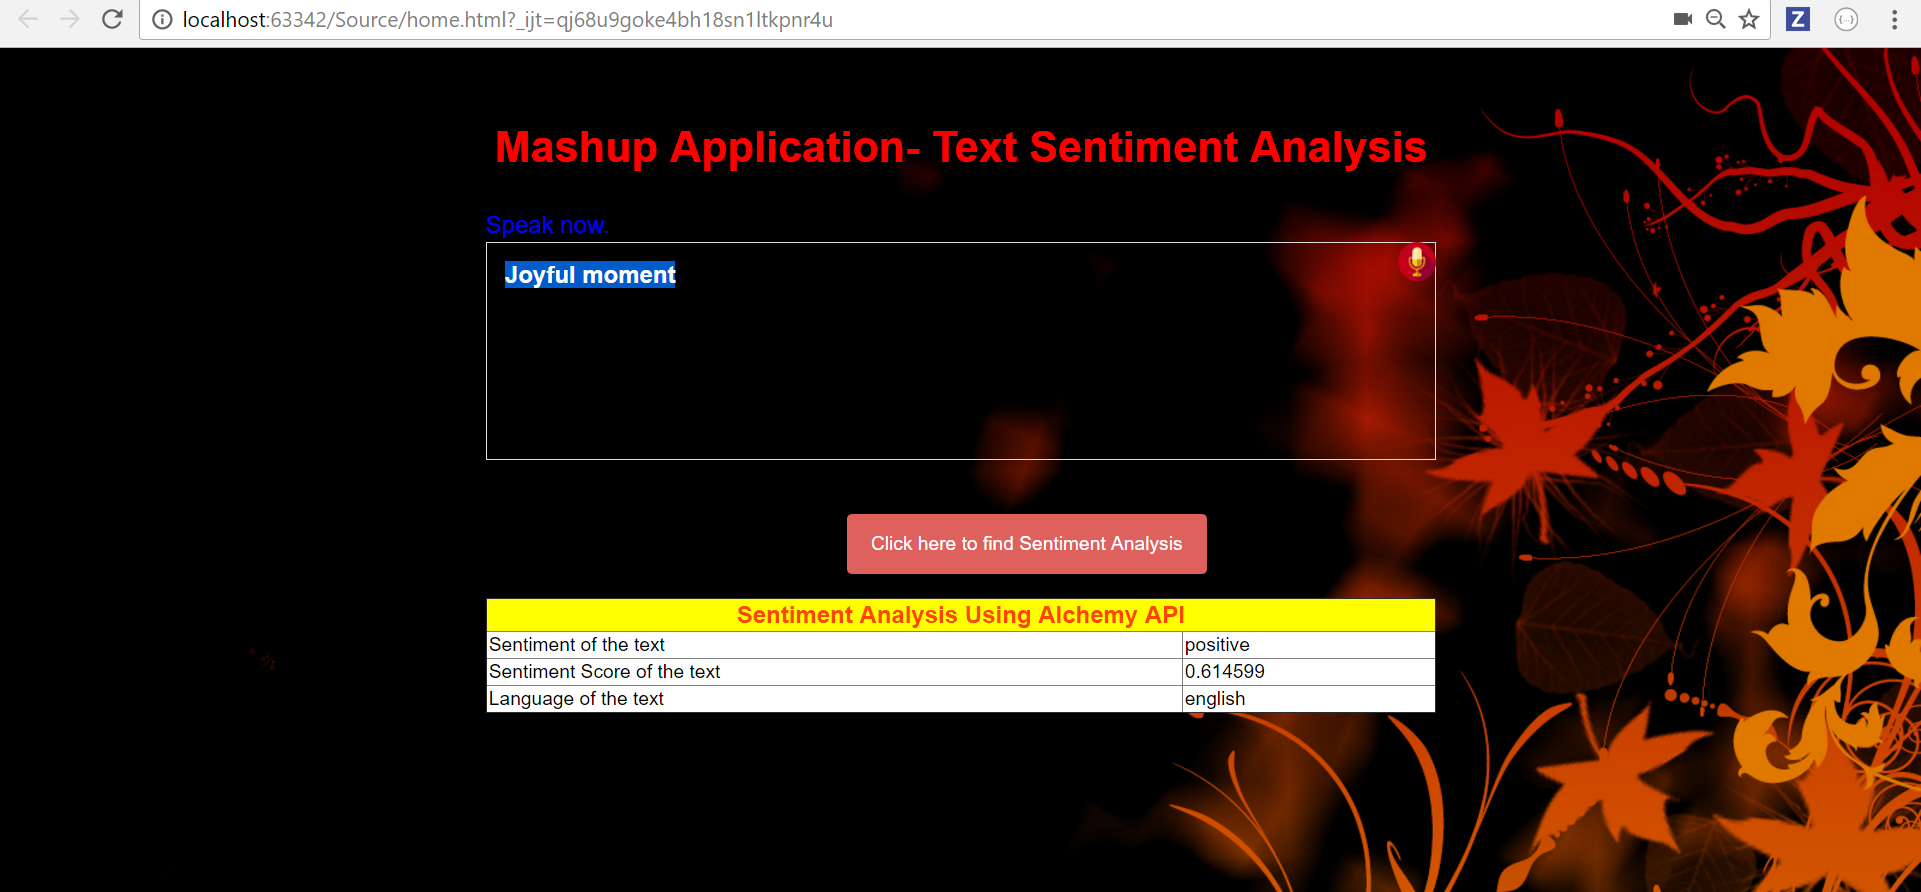 localhost:63342/Source/home.html?_ijt=qj68u9goke4bh18sn1ltkpnr4u
Z
{...}
Mashup Application- Text Sentiment Analysis
Speak now.
Joyful moment
Click here to find Sentiment Analysis
Sentiment Analysis Using Alchemy API
Sentiment of the text positive
Sentiment Score of the text 0.614599
Language of the text english